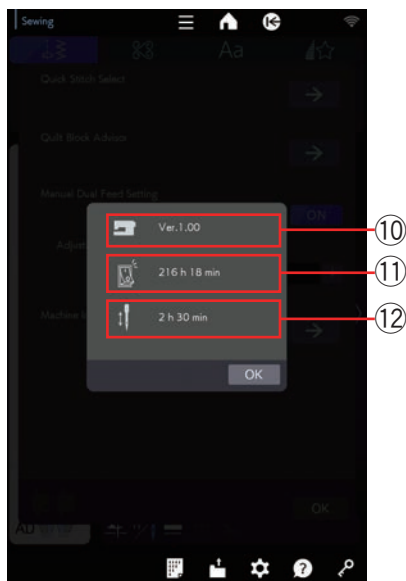 Sewing
Aa
Quick Stitch Select
Quilt Block Advisor
Manual Dual Feed Setting
ON
Ver.1.00
⑩
216 h 18 min
⑪
2 h 30 min
⑫
OK
OK